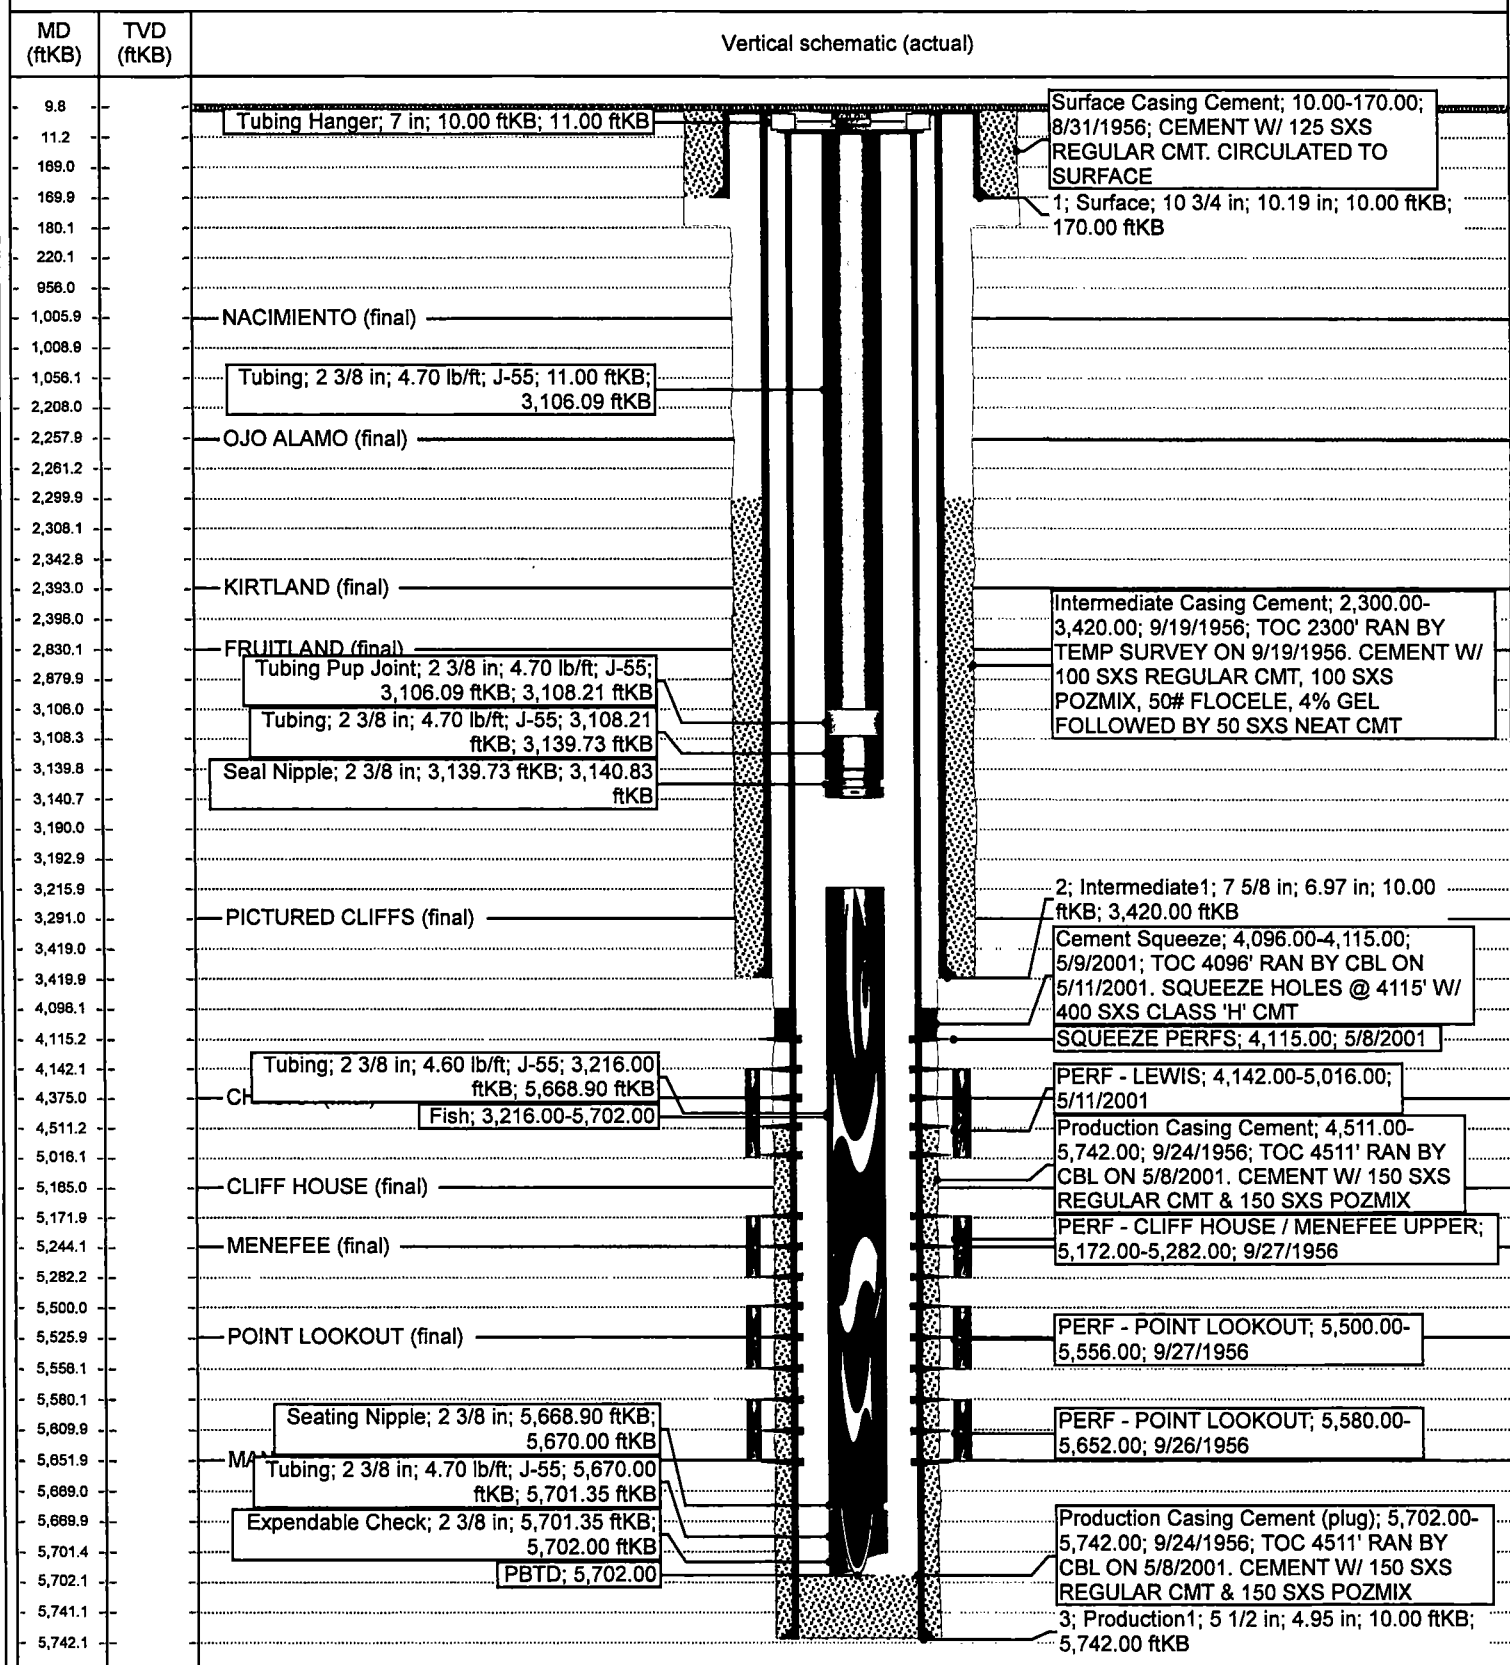 MD
(ftKB)
TVD
(ftKB)
Vertical schematic (actual)
9.8
11.2
169.0
169.9
180.1
220.1
956.0
1,005.9
1,008.9
1,056.1
2,208.0
2,257.9
2,261.2
2,299.9
2,308.1
2,342.8
2,393.0
2,398.0
2,830.1
2,879.9
3,106.0
3,108.3
3,139.8
3,140.7
3,190.0
3,192.9
3,215.9
3,291.0
3,419.0
3,419.9
4,096.1
4,115.2
4,142.1
4,375.0
4,511.2
5,016.1
5,165.0
5,171.9
5,244.1
5,282.2
5,500.0
5,525.9
5,556.1
5,580.1
5,609.9
5,651.9
5,669.0
5,669.9
5,701.4
5,702.1
5,741.1
5,742.1
Tubing Hanger; 7 in; 10.00 ftKB; 11.00 ftKB
NACIMIENTO (final)
Tubing; 2 3/8 in; 4.70 lb/ft; J-55; 11.00 ftKB;
3,106.09 ftKB
OJO ALAMO (final)
KIRTLAND (final)
FRUITLAND (final)
Tubing Pup Joint; 2 3/8 in; 4.70 lb/ft; J-55;
3,106.09 ftKB; 3,108.21 ftKB
Tubing; 2 3/8 in; 4.70 lb/ft; J-55; 3,108.21
ftKB; 3,139.73 ftKB
Seal Nipple; 2 3/8 in; 3,139.73 ftKB; 3,140.83
ftKB
PICTURED CLIFFS (final)
Tubing; 2 3/8 in; 4.60 lb/ft; J-55; 3,216.00
ftKB; 5,668.90 ftKB
Fish; 3,216.00-5,702.00
CLIFF HOUSE (final)
MENEFEE (final)
POINT LOOKOUT (final)
Seating Nipple; 2 3/8 in; 5,668.90 ftKB;
5,670.00 ftKB
Tubing; 2 3/8 in; 4.70 lb/ft; J-55; 5,670.00
ftKB; 5,701.35 ftKB
Expendable Check; 2 3/8 in; 5,701.35 ftKB;
5,702.00 ftKB
PBTD; 5,702.00
Surface Casing Cement; 10.00-170.00;
8/31/1956; CEMENT W/ 125 SXS
REGULAR CMT. CIRCULATED TO
SURFACE
1; Surface; 10 3/4 in; 10.19 in; 10.00 ftKB;
170.00 ftKB
Intermediate Casing Cement; 2,300.00-
3,420.00; 9/19/1956; TOC 2300' RAN BY
TEMP SURVEY ON 9/19/1956. CEMENT W/
100 SXS REGULAR CMT, 100 SXS
POZMIX, 50# FLOCELE, 4% GEL
FOLLOWED BY 50 SXS NEAT CMT
2; Intermediate1; 7 5/8 in; 6.97 in; 10.00
ftKB; 3,420.00 ftKB
Cement Squeeze; 4,096.00-4,115.00;
5/9/2001; TOC 4096' RAN BY CBL ON
5/11/2001. SQUEEZE HOLES @ 4115' W/
400 SXS CLASS 'H' CMT
SQUEEZE PERFS; 4,115.00; 5/8/2001
PERF - LEWIS; 4,142.00-5,016.00;
5/11/2001
Production Casing Cement; 4,511.00-
5,742.00; 9/24/1956; TOC 4511' RAN BY
CBL ON 5/8/2001. CEMENT W/ 150 SXS
REGULAR CMT & 150 SXS POZMIX
PERF - CLIFF HOUSE / MENEFEE UPPER;
5,172.00-5,282.00; 9/27/1956
PERF - POINT LOOKOUT; 5,500.00-
5,556.00; 9/27/1956
PERF - POINT LOOKOUT; 5,580.00-
5,652.00; 9/26/1956
Production Casing Cement (plug); 5,702.00-
5,742.00; 9/24/1956; TOC 4511' RAN BY
CBL ON 5/8/2001. CEMENT W/ 150 SXS
REGULAR CMT & 150 SXS POZMIX
3; Production1; 5 1/2 in; 4.95 in; 10.00 ftKB;
5,742.00 ftKB